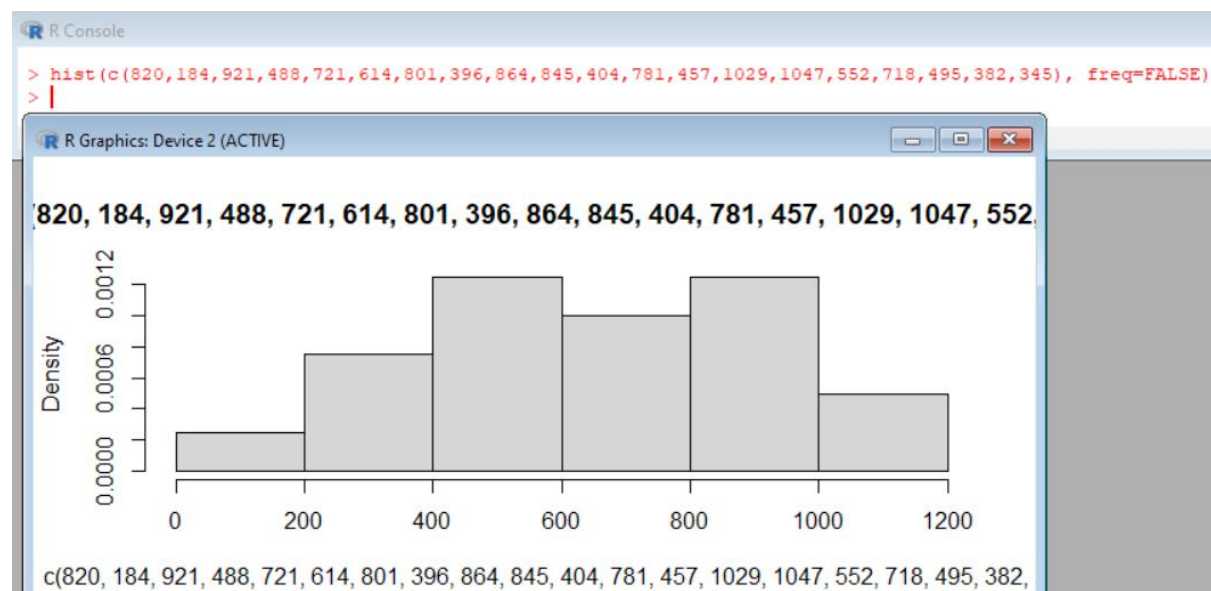 R Console
> hist(c(820,184,921,488,721,614,801,396,864,845,404,781,457,1029,1047,552,718,495,382,345), freq=FALSE)
>
R Graphics: Device 2 (ACTIVE)
(820, 184, 921, 488, 721, 614, 801, 396, 864, 845, 404, 781, 457, 1029, 1047, 552,
Density
0.0012
0.0006
0.0000
0 200 400 600 800 1000 1200
c(820, 184, 921, 488, 721, 614, 801, 396, 864, 845, 404, 781, 457, 1029, 1047, 552, 718, 495, 382,